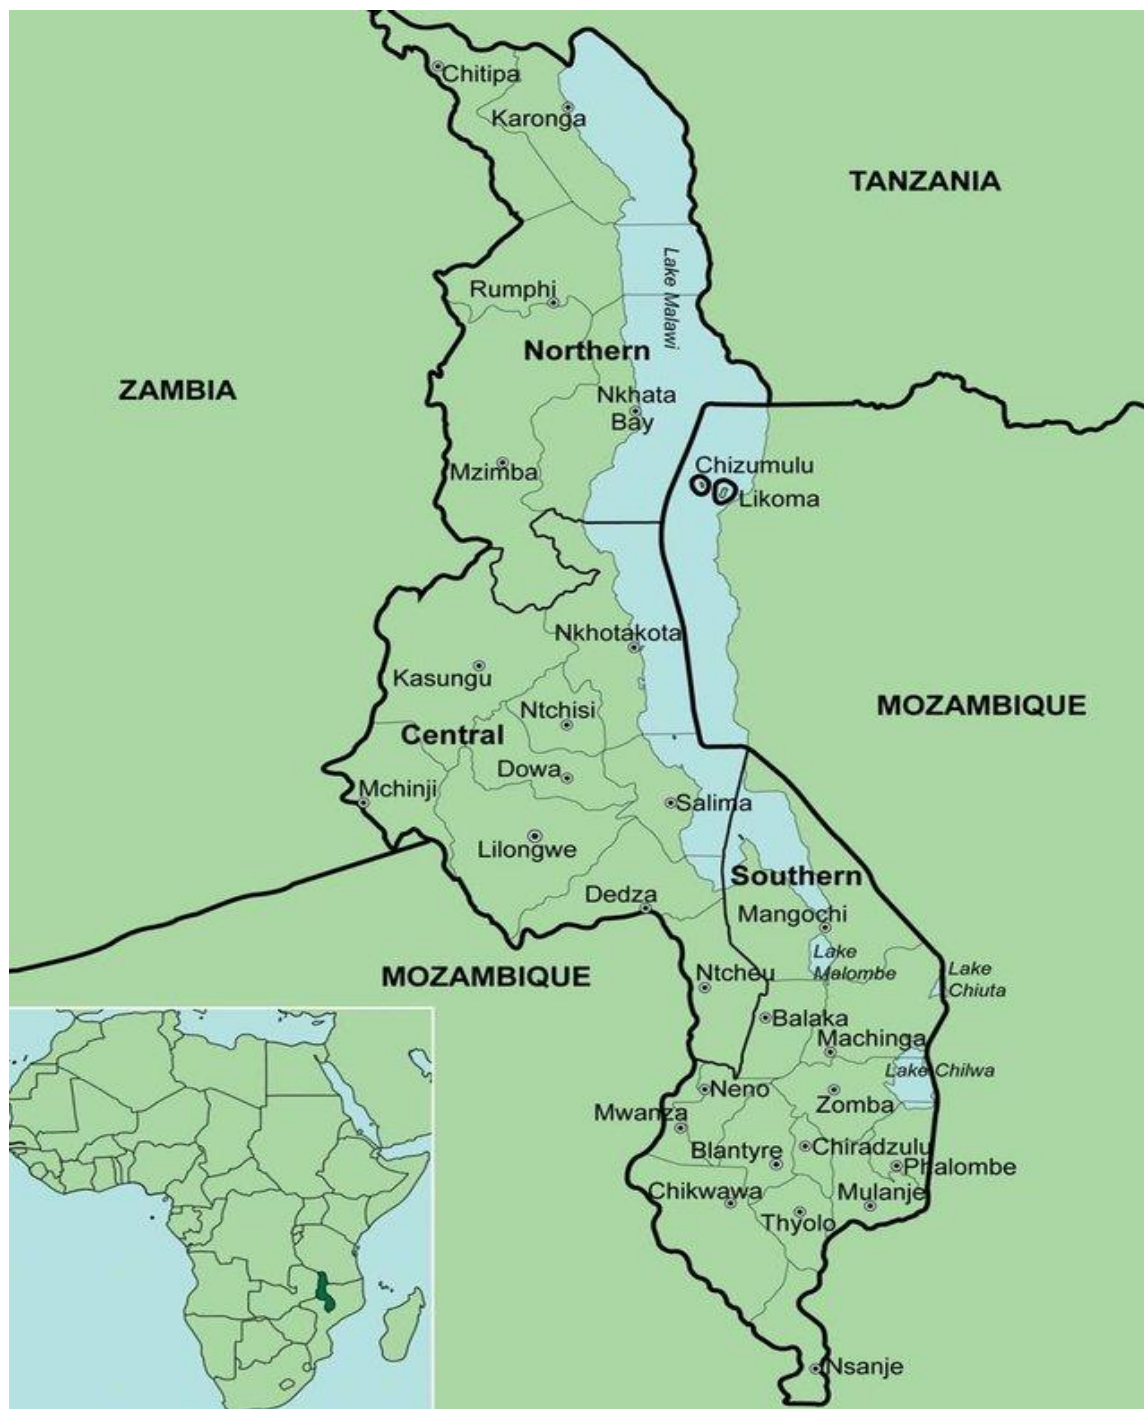 Chitipa
Karonga
TANZANIA
Lake Malawi
Rumphi
Northern
ZAMBIA
Nkhata
Bay
Mzimba
Chizumulu
Likoma
Nkhotakota
Kasungu
Ntchisi
MOZAMBIQUE
Central
Dowa
Mchinji
Salima
Lilongwe
Southern
Dedza
Mangochi
Lake
Malombe
MOZAMBIQUE
Ntcheu
Lake
Chiuta
Balaka
Machinga
Lake Chilwa
Neno
Zomba
Mwanza
Blantyre
Chiradzulu
Phalombe
Chikwawa
Mulanje
Thyolo
Nsanje